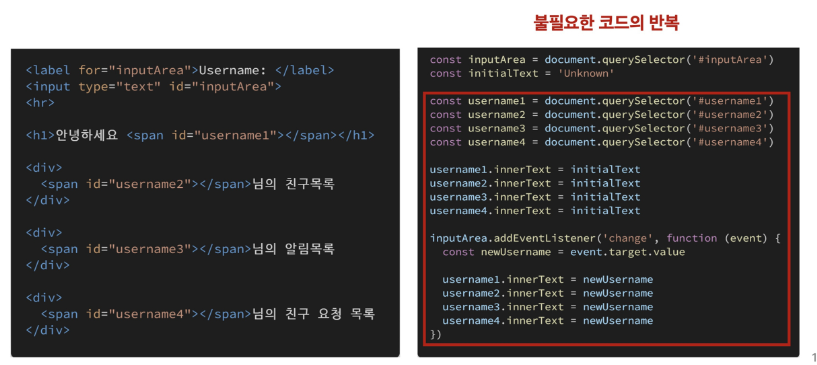 불필요한 코드의 반복
<label for="inputArea">Username: </label>
<input type="text" id="inputArea">
<hr>
<h1>안녕하세요 <span id="username1"></span></h1>
<div>
<span id="username2"></span>님의 친구목록
</div>
<div>
<span id="username3"></span>님의 알림목록
</div>
<div>
<span id="username4"></span>님의 친구 요청 목록
</div>
const inputArea = document.querySelector('#inputArea')
const initialText = 'Unknown'
const username1 = document.querySelector('#username1')
const username2 = document.querySelector('#username2')
const username3 = document.querySelector('#username3')
const username4 = document.querySelector('#username4')
username1.innerText = initialText
username2.innerText = initialText
username3.innerText = initialText
username4.innerText = initialText
inputArea.addEventListener('change', function (event) {
const newUsername = event.target.value
username1.innerText = newUsername
username2.innerText = newUsername
username3.innerText = newUsername
username4.innerText = newUsername
})
1